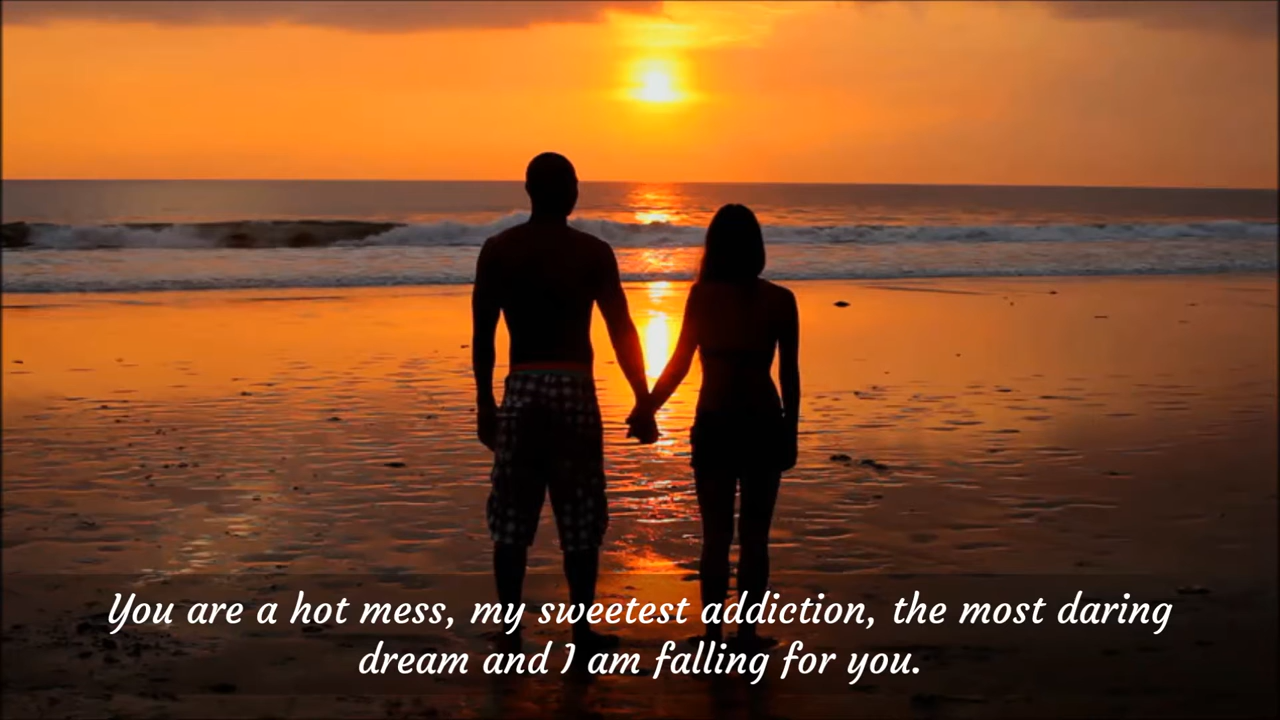 You are a hot mess, my sweetest addiction, the most daring
dream and I am falling for you.